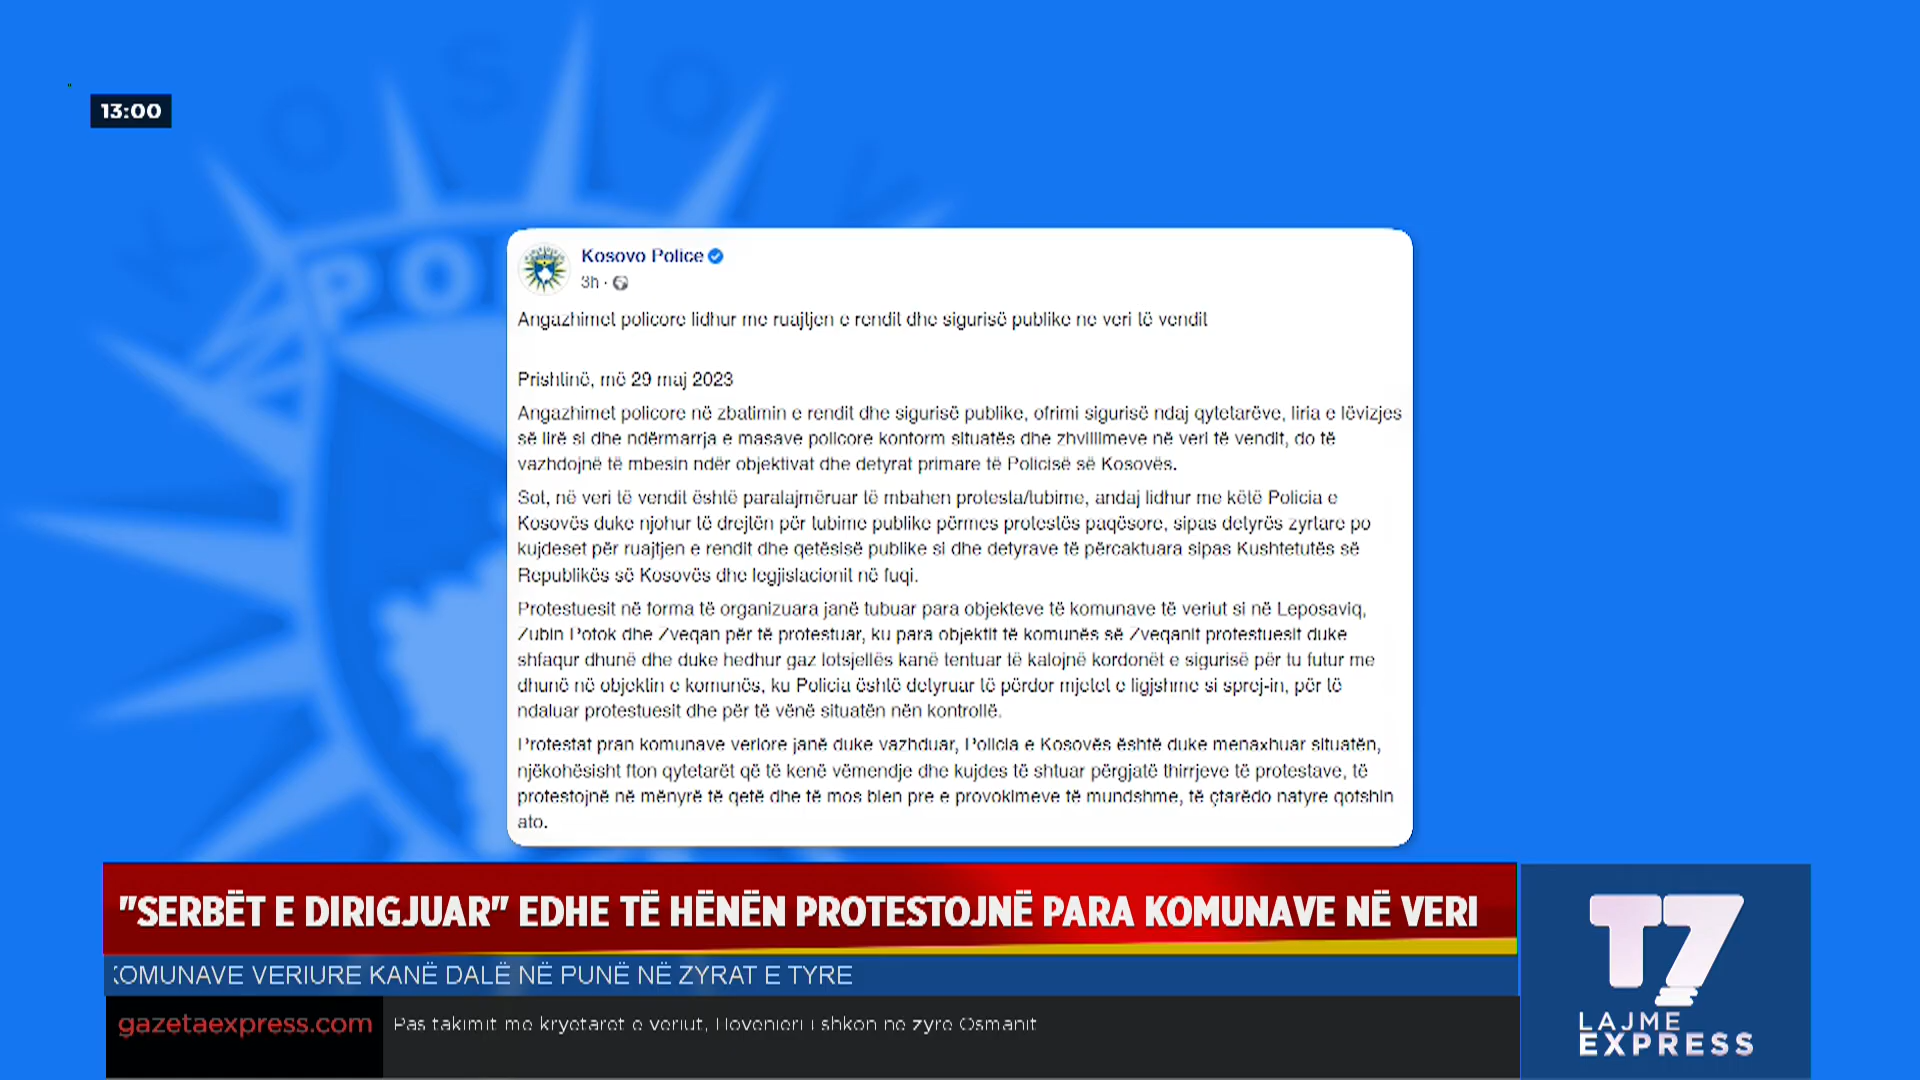 KOSOV
13:00
PO
Kosovo Police
3h ·
Angazhimet policore lidhur me ruajtjen e rendit dhe sigurisë publike ne veri të vendit
Prishtinë, më 29 maj 2023
Angazhimet policore në zbatimin e rendit dhe sigurisë publike, ofrimi sigurisë ndaj qytetarëve, liria e lëvizjes
së lirë si dhe ndërmarrja e masave policore konform situatës dhe zhvillimeve në veri të vendit, do të
vazhdojnë të mbesin ndër objektivat dhe detyrat primare të Policisë së Kosovës.
Sot, në veri të vendit është paralajmëruar të mbahen protesta/tubime, andaj lidhur me këtë Policia e
Kosovës duke njohur të drejtën për tubime publike përmes protestës paqësore, sipas detyrës zyrtare po
kujdeset për ruajtjen e rendit dhe qetësisë publike si dhe detyrave të përcaktuara sipas Kushtetutës së
Republikës së Kosovës dhe legjislacionit në fuqi.
Protestuesit në forma të organizuara janë tubuar para objekteve të komunave të veriut si në Leposaviq,
Zubin Potok dhe Zveqan për të protestuar, ku para objektit të komunës së Zveqanit protestuesit duke
shfaqur dhunë dhe duke hedhur gaz lotsjellës kanë tentuar të kalojnë kordonët e sigurisë për tu futur me
dhunë në objektin e komunës, ku Policia është detyruar të përdor mjetet e ligjshme si sprej-in, për të
ndaluar protestuesit dhe për të vënë situatën nën kontrollë.
Protestat pran komunave veriore janë duke vazhduar, Policia e Kosovës është duke menaxhuar situatën,
njëkohësisht fton qytetarët që të kenë vëmendje dhe kujdes të shtuar përgjatë thirrjeve të protestave, të
protestojnë në mënyrë të qetë dhe të mos bien pre e provokimeve të mundshme, të çfarëdo natyre qofshin
ato.
"SERBËT E DIRIGJUAR" EDHE TË HËNËN PROTESTOJNË PARA KOMUNAVE NË VERI
KOMUNAVE VERIURE KANË DALË NË PUNË NË ZYRAT E TYRE
gazetaexpress.com Pas takimit me kryetarët e veriut, Hovenieri i shkon në zyre Osmanit
T7
LAJME
EXPRESS